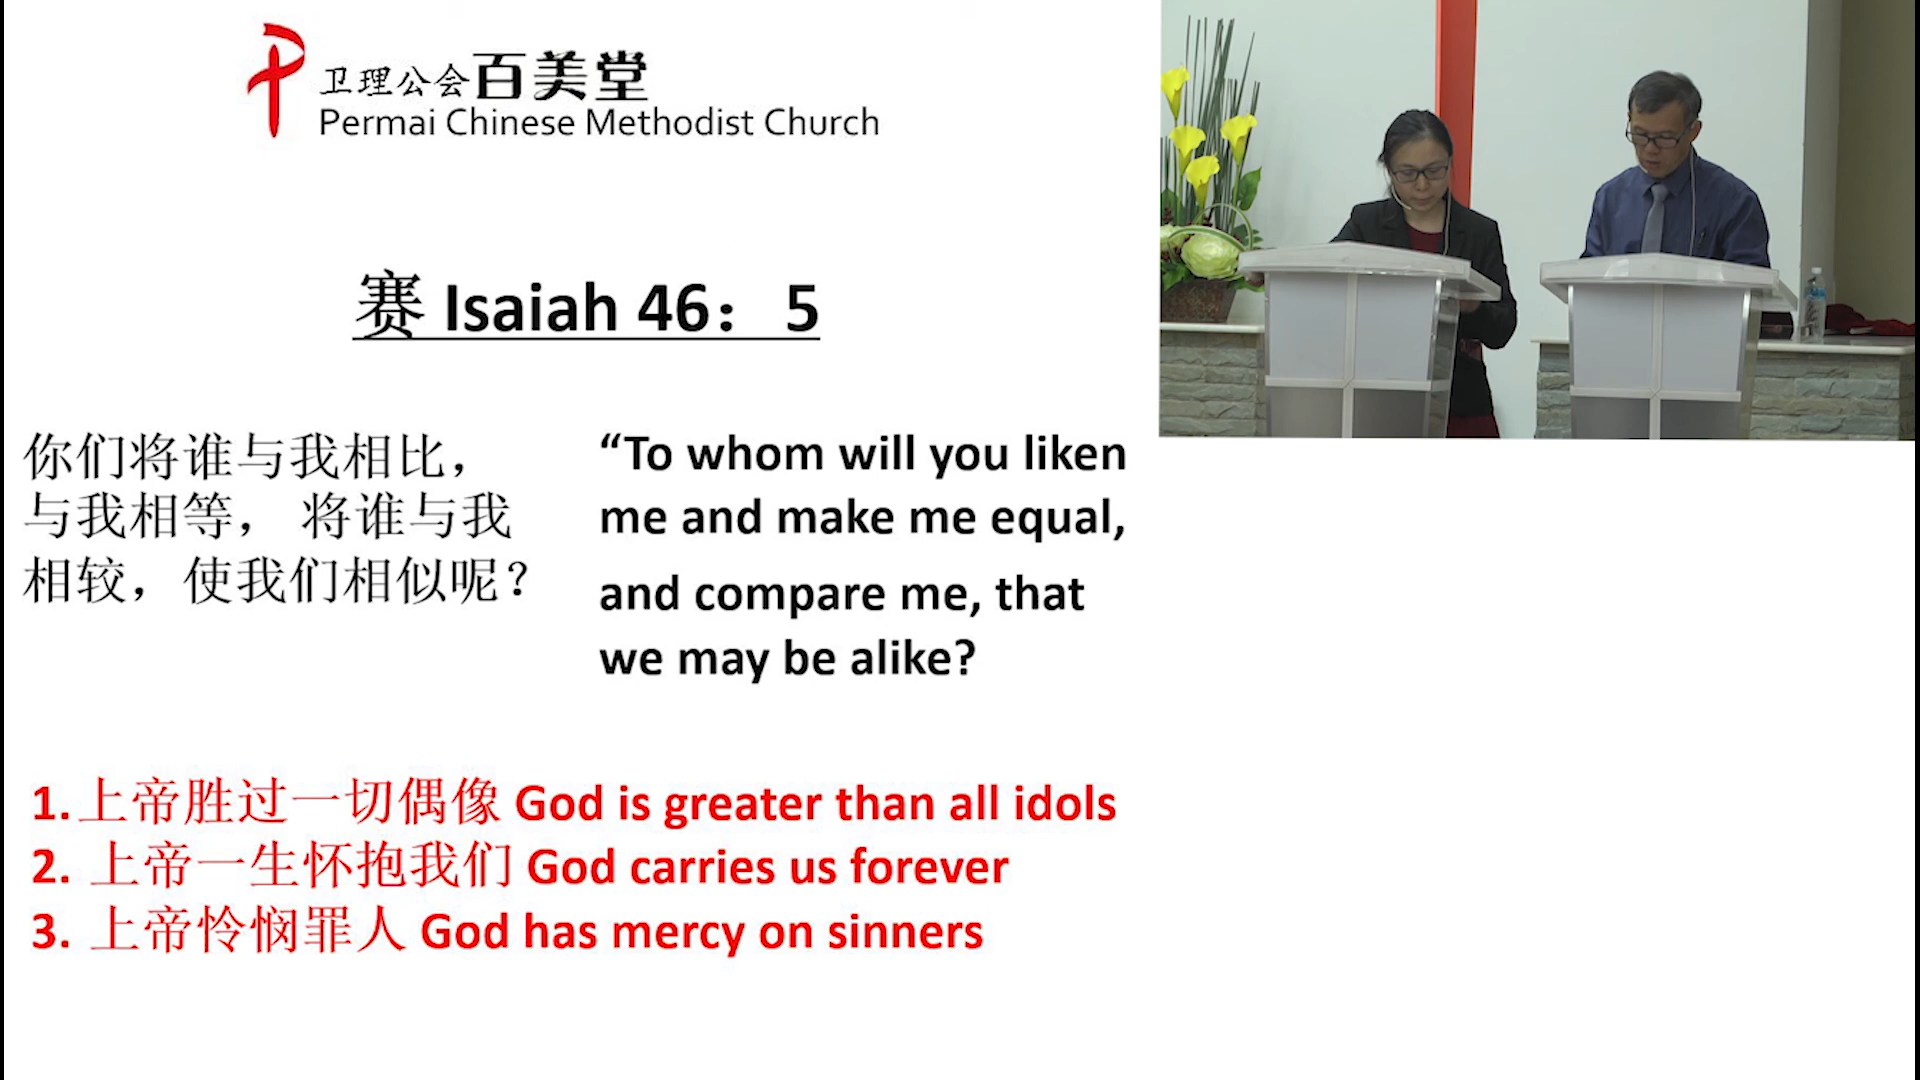 卫理公会百美堂
Permai Chinese Methodist Church
赛 Isaiah 46： 5
你们将谁与我相比，
与我相等， 将谁与我
相较，使我们相似呢？
“To whom will you liken
me and make me equal,
and compare me, that
we may be alike?
1. 上帝胜过一切偶像 God is greater than all idols
2. 上帝一生怀抱我们 God carries us forever
3. 上帝怜悯罪人 God has mercy on sinners